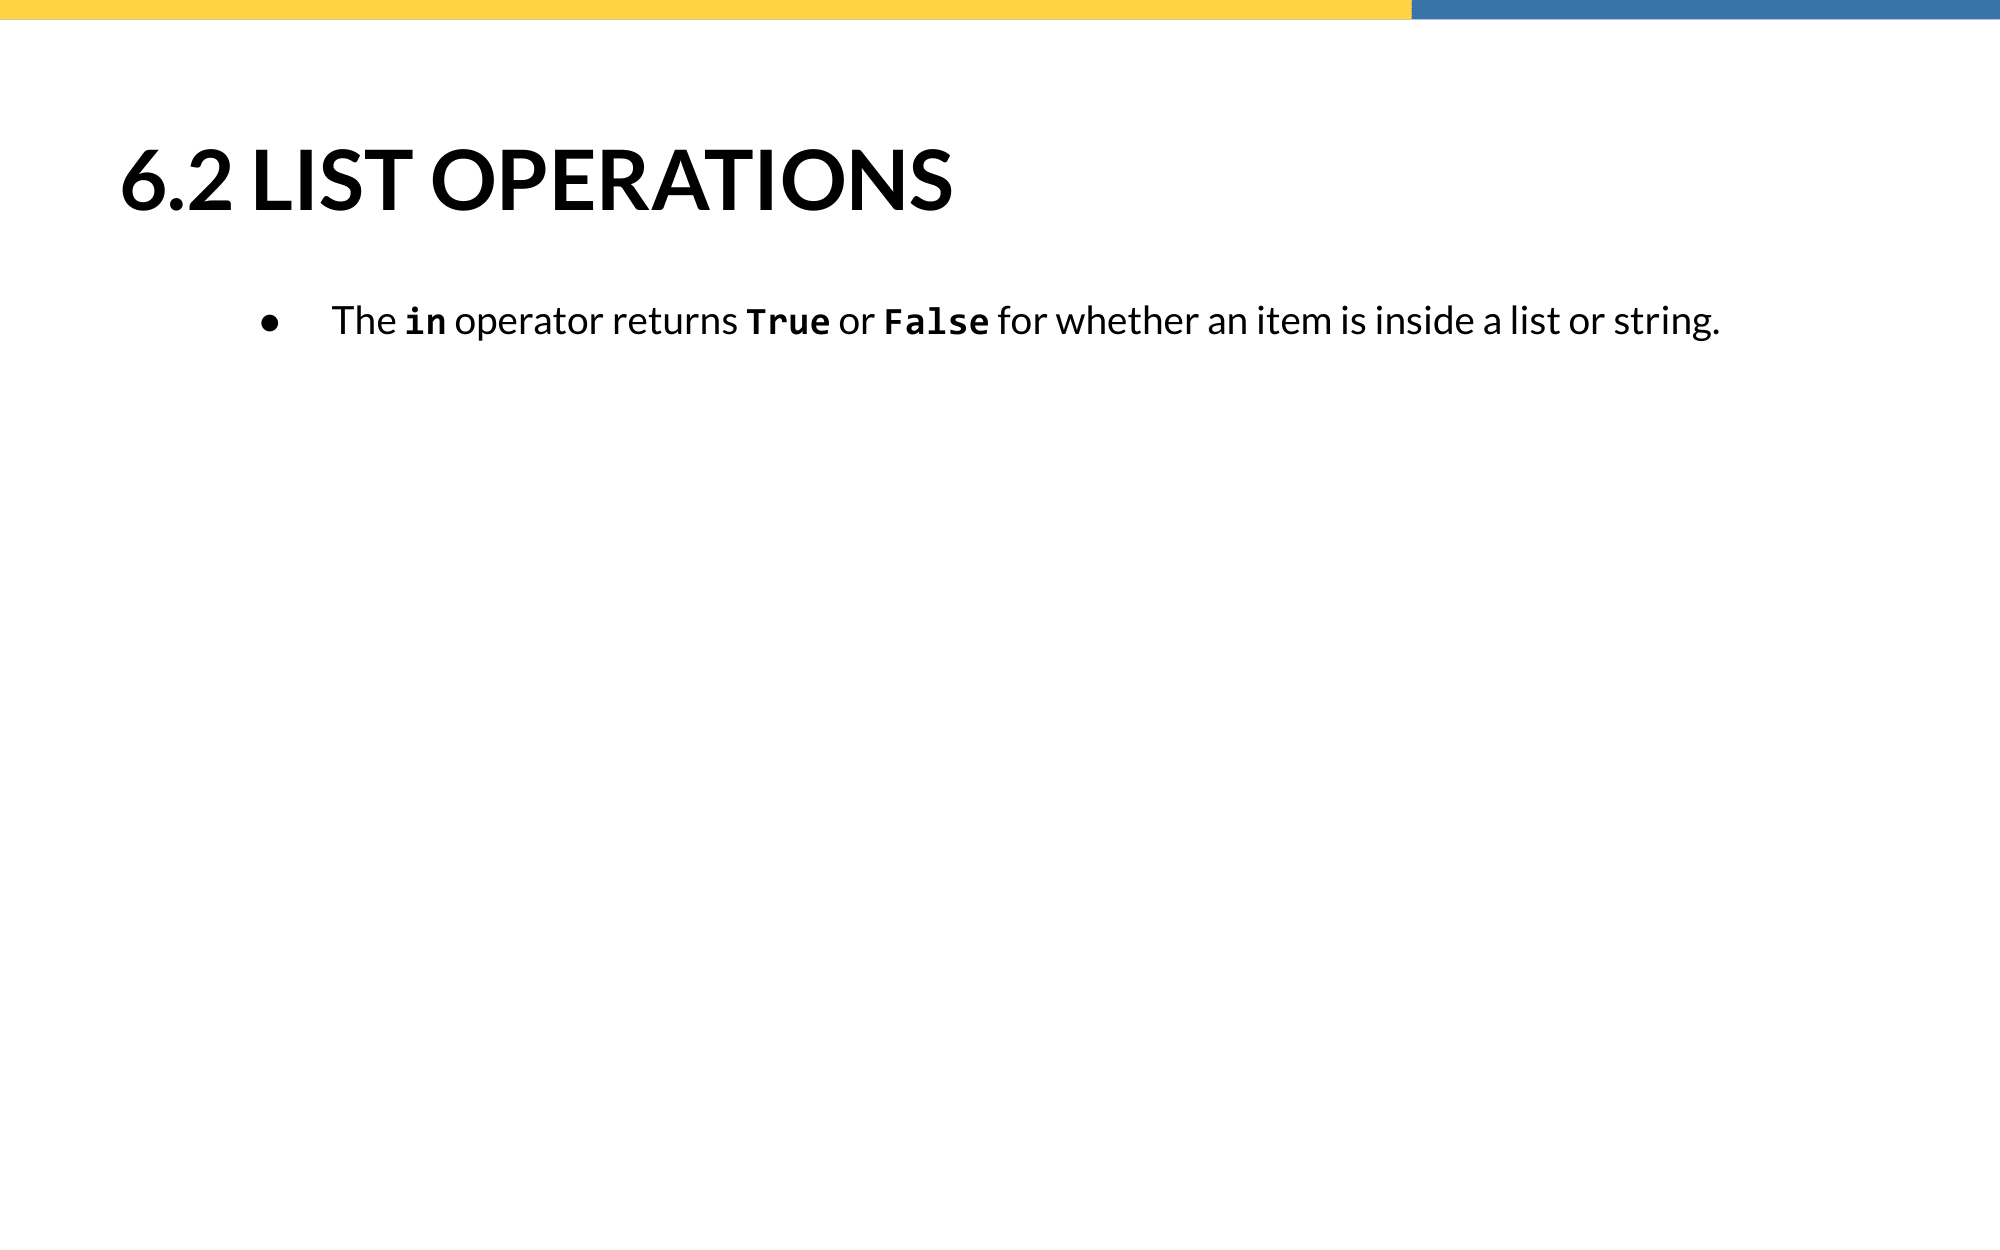 6.2 LIST OPERATIONS
● The in operator returns True or False for whether an item is inside a list or string.